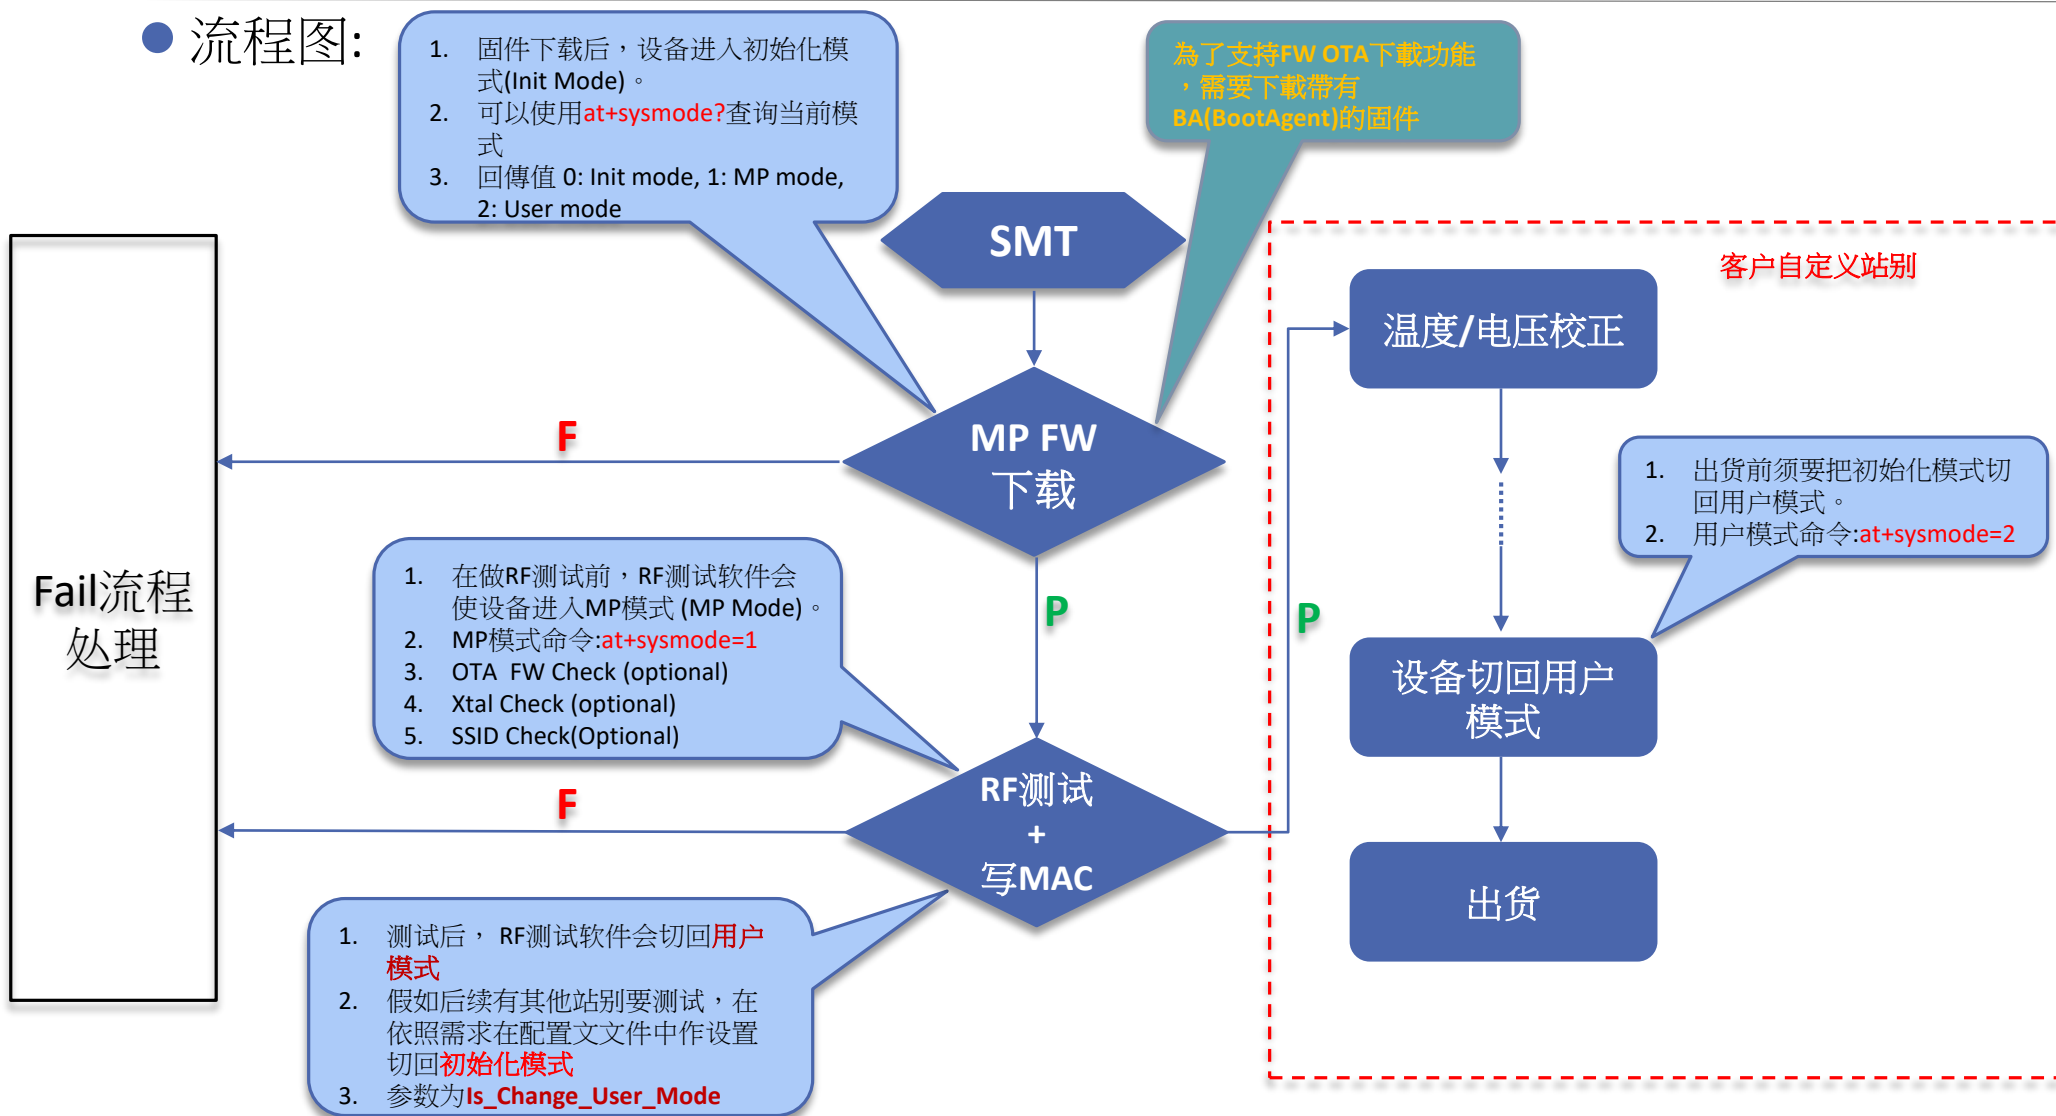 流程图:
1. 固件下载后，设备进入初始化模
式(Init Mode)。
2. 可以使用at+sysmode?查询当前模
式
3. 回傳值 0: Init mode, 1: MP mode,
2: User mode
為了支持FW OTA下載功能
，需要下載帶有
BA(BootAgent)的固件
SMT
客户自定义站别
温度/电压校正
MP FW
下载
F
1. 出货前须要把初始化模式切
回用户模式。
2. 用户模式命令:at+sysmode=2
Fail流程
处理
1. 在做RF测试前，RF测试软件会
使设备进入MP模式 (MP Mode)。
2. MP模式命令:at+sysmode=1
3. OTA FW Check (optional)
4. Xtal Check (optional)
5. SSID Check(Optional)
P
P
设备切回用户
模式
F
RF测试
+
写MAC
出货
1. 测试后， RF测试软件会切回用户
模式
2. 假如后续有其他站别要测试，在
依照需求在配置文文件中作设置
切回初始化模式
3. 参数为Is_Change_User_Mode